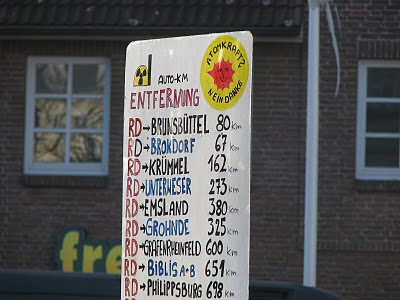 AUTO-KM
ENTFERNUNG
ATOMKRAFT?
NEIN DANKE
RD→BRUNSBÜTTEL 80 KM
RD→BROKDORF 67 KM
RD→KRÜMMEL 162 KM
RD→UNTERWESER 273 KM
RD→EMSLAND 380 KM
RD→GROHNDE 325 KM
RD→GRAFENRHEINFELD 600 KM
RD→BIBLIS A+B 651 KM
RD→PHILIPPSBURG 698 KM
fre